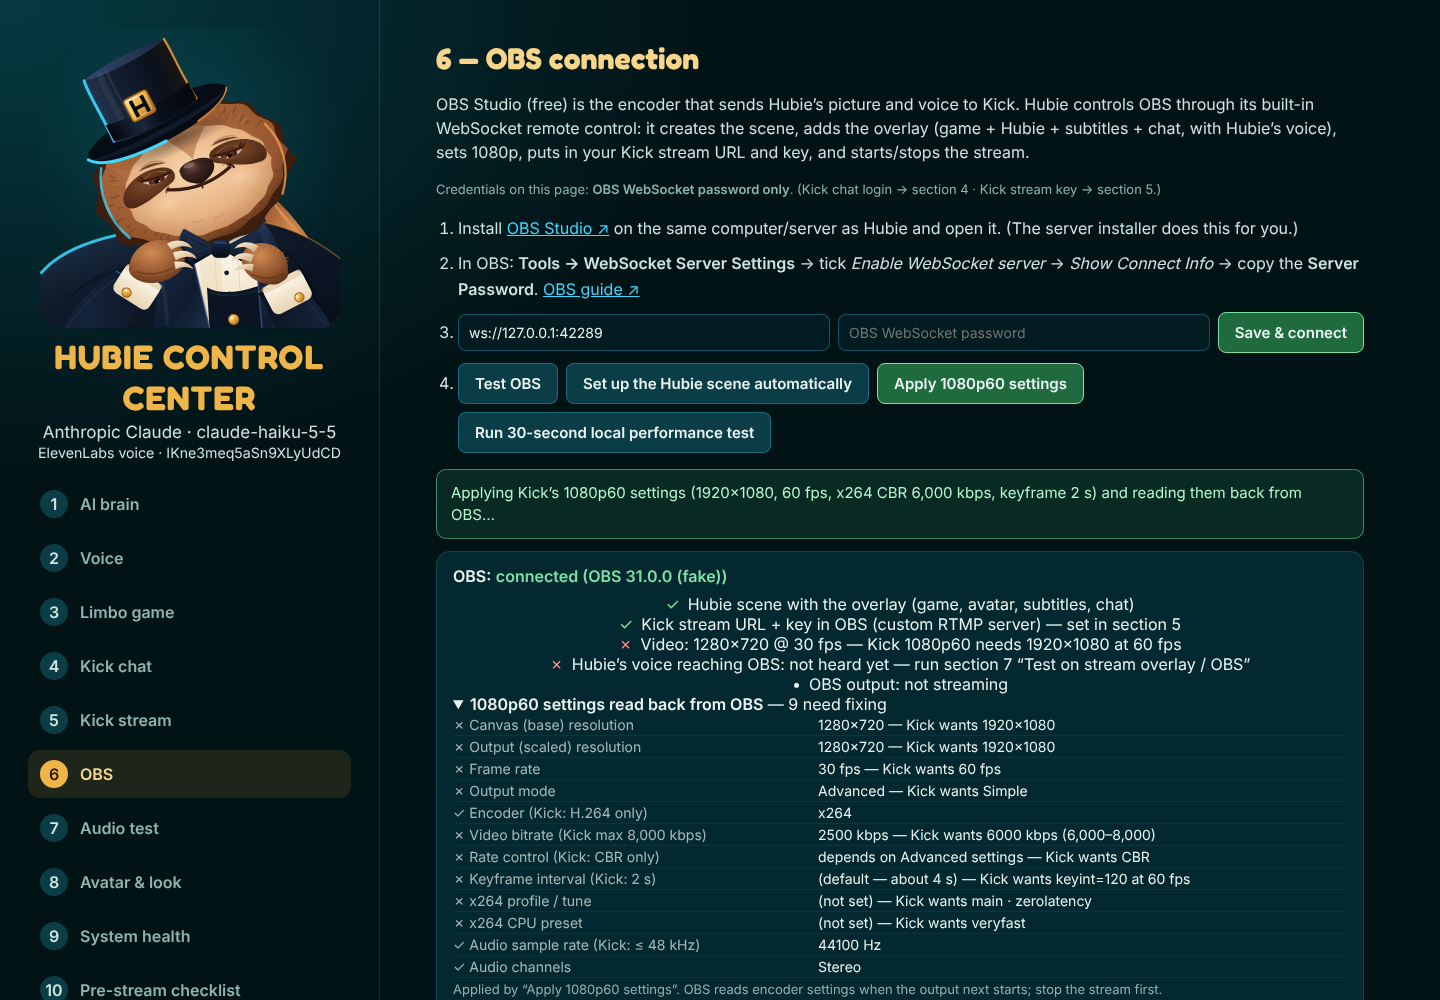 H
HUBIE CONTROL
CENTER
Anthropic Claude · claude-haiku-5-5
ElevenLabs voice · IKne3meq5aSn9XLyUdCD
1 AI brain
2 Voice
3 Limbo game
4 Kick chat
5 Kick stream
6 OBS
7 Audio test
8 Avatar & look
9 System health
10 Pre-stream checklist
6 — OBS connection
OBS Studio (free) is the encoder that sends Hubie’s picture and voice to Kick. Hubie controls OBS through its built-in
WebSocket remote control: it creates the scene, adds the overlay (game + Hubie + subtitles + chat, with Hubie’s voice),
sets 1080p, puts in your Kick stream URL and key, and starts/stops the stream.
Credentials on this page: OBS WebSocket password only. (Kick chat login → section 4 · Kick stream key → section 5.)
1. Install OBS Studio ↗ on the same computer/server as Hubie and open it. (The server installer does this for you.)
2. In OBS: Tools → WebSocket Server Settings → tick Enable WebSocket server → Show Connect Info → copy the Server
Password. OBS guide ↗
3. ws://127.0.0.1:42289 OBS WebSocket password Save & connect
4. Test OBS Set up the Hubie scene automatically Apply 1080p60 settings
Run 30-second local performance test
Applying Kick’s 1080p60 settings (1920×1080, 60 fps, x264 CBR 6,000 kbps, keyframe 2 s) and reading them back from
OBS…
OBS: connected (OBS 31.0.0 (fake))
✓ Hubie scene with the overlay (game, avatar, subtitles, chat)
✓ Kick stream URL + key in OBS (custom RTMP server) — set in section 5
× Video: 1280×720 @ 30 fps — Kick 1080p60 needs 1920×1080 at 60 fps
× Hubie’s voice reaching OBS: not heard yet — run section 7 “Test on stream overlay / OBS”
• OBS output: not streaming
▼ 1080p60 settings read back from OBS — 9 need fixing
× Canvas (base) resolution 1280×720 — Kick wants 1920×1080
× Output (scaled) resolution 1280×720 — Kick wants 1920×1080
× Frame rate 30 fps — Kick wants 60 fps
× Output mode Advanced — Kick wants Simple
✓ Encoder (Kick: H.264 only) x264
× Video bitrate (Kick max 8,000 kbps) 2500 kbps — Kick wants 6000 kbps (6,000–8,000)
× Rate control (Kick: CBR only) depends on Advanced settings — Kick wants CBR
× Keyframe interval (Kick: 2 s) (default — about 4 s) — Kick wants keyint=120 at 60 fps
× x264 profile / tune (not set) — Kick wants main · zerolatency
× x264 CPU preset (not set) — Kick wants veryfast
✓ Audio sample rate (Kick: ≤ 48 kHz) 44100 Hz
✓ Audio channels Stereo
Applied by “Apply 1080p60 settings”. OBS reads encoder settings when the output next starts; stop the stream first.